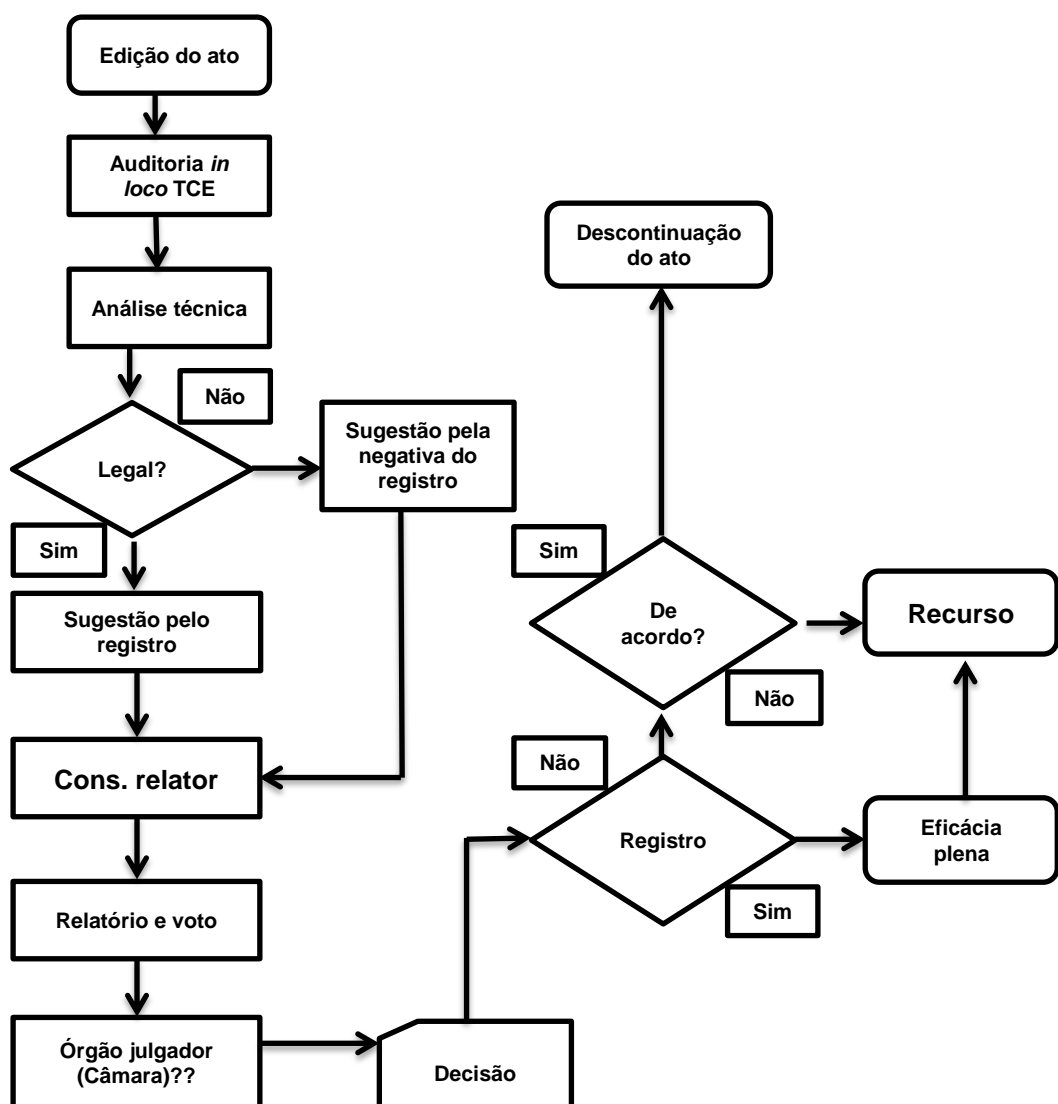 Edição do ato
Auditoria in
loco TCE
Análise técnica
Não
Legal?
Sugestão pela
negativa do
registro
Sim
Sugestão pelo
registro
Cons. relator
Relatório e voto
Órgão julgador
(Câmara)??
Decisão
Descontinuação
do ato
Sim
De
acordo?
Recurso
Não
Não
Registro
Eficácia
plena
Sim